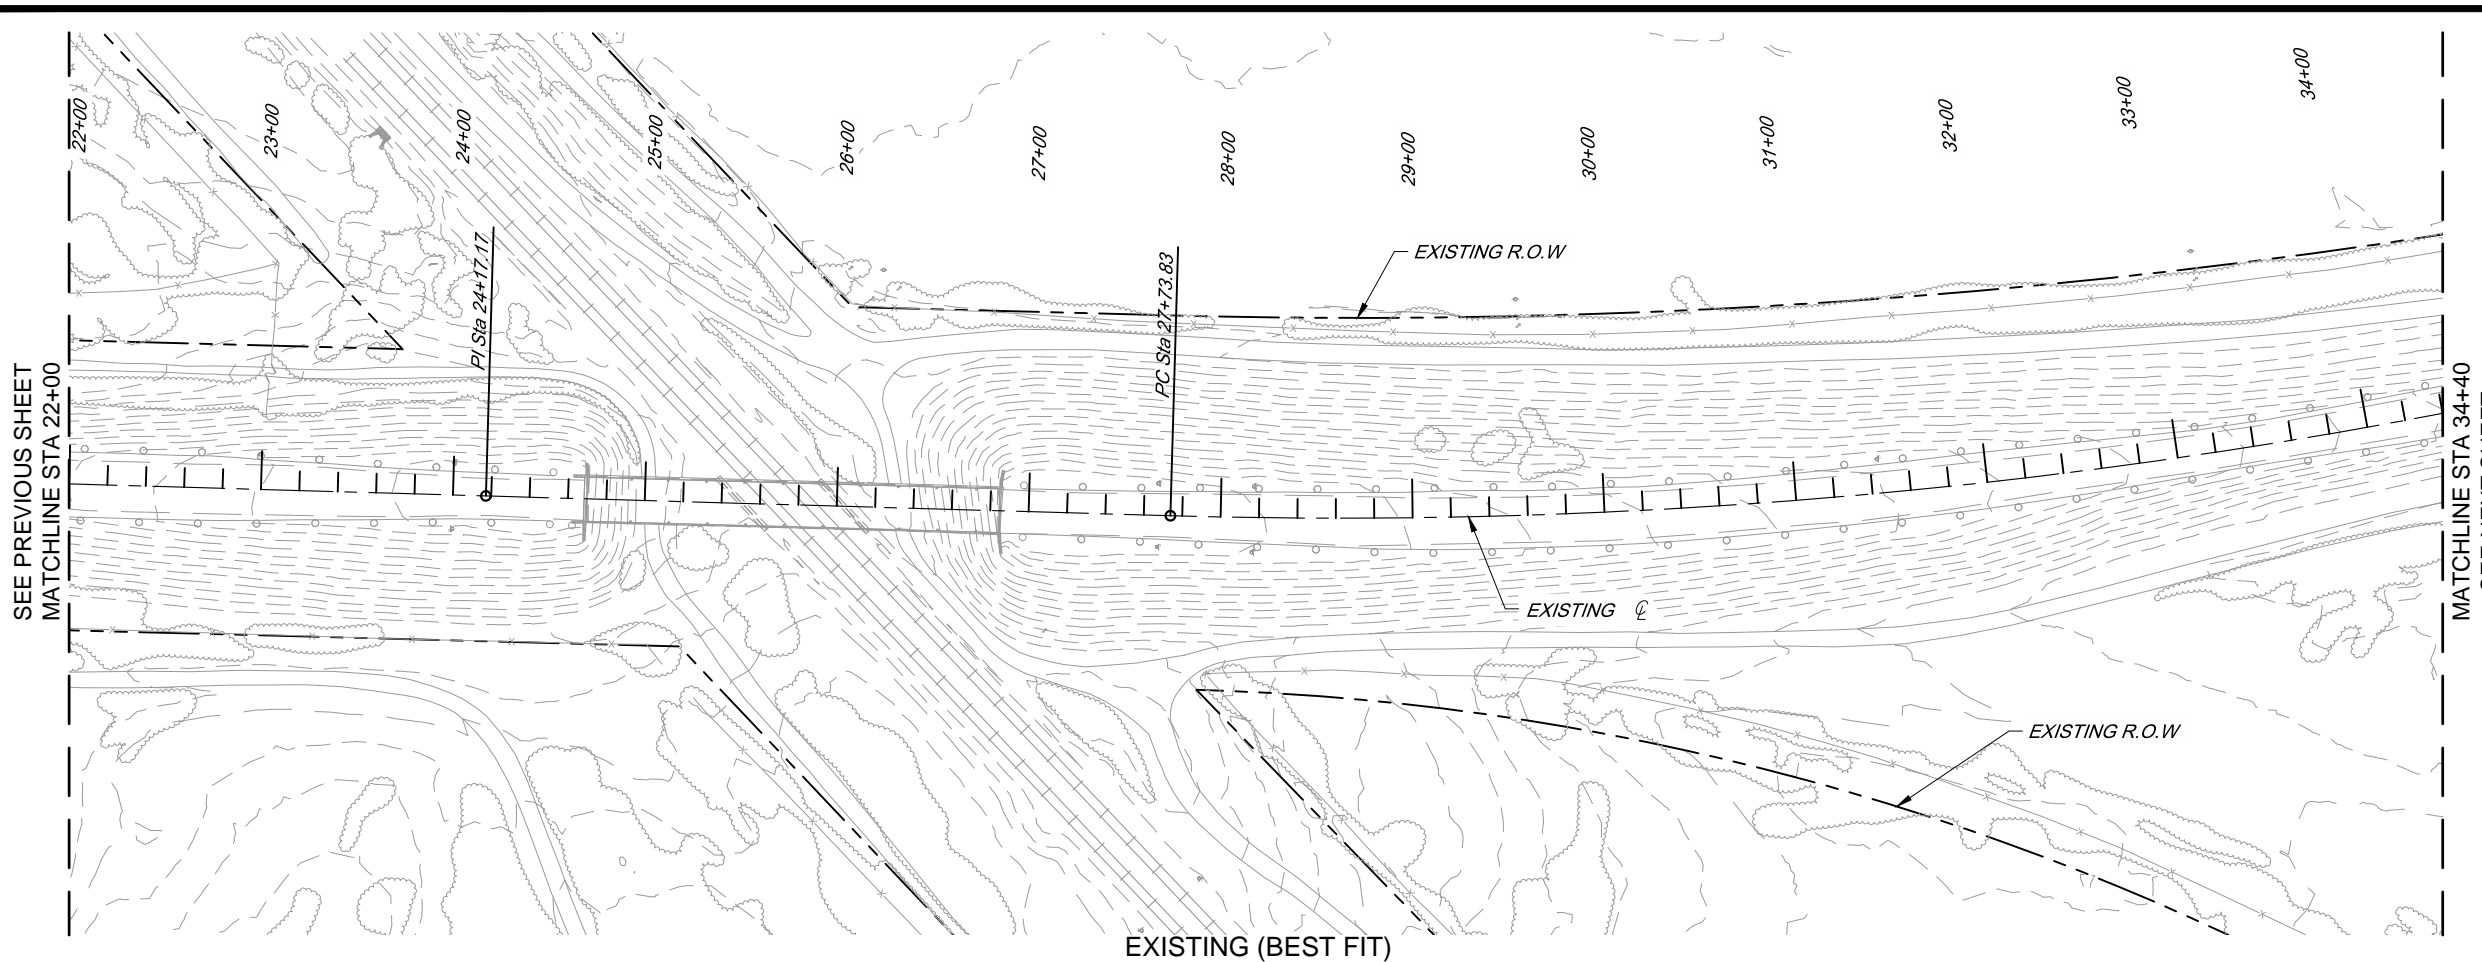 22+00
23+00
24+00
25+00
26+00
27+00
28+00
29+00
30+00
31+00
32+00
33+00
34+00
PI Sta 24+17.17
PC Sta 27+73.83
EXISTING R.O.W
SEE PREVIOUS SHEET
MATCHLINE STA 22+00
MATCHLINE STA 34+40
EXISTING ℄
EXISTING R.O.W
EXISTING (BEST FIT)